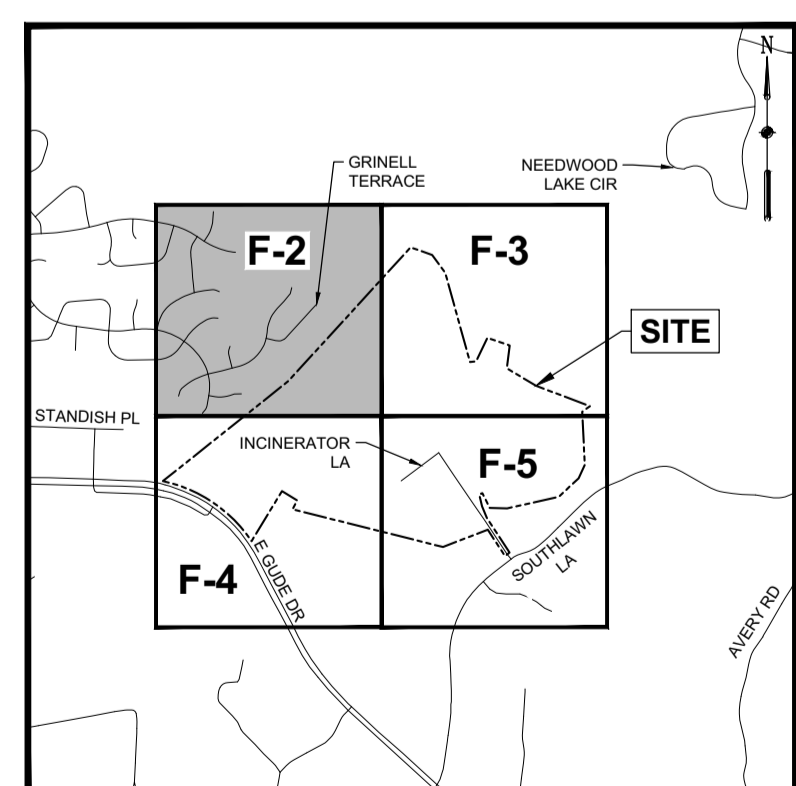 N
GRINELL
TERRACE
NEEDWOOD
LAKE CIR
F-2
F-3
SITE
STANDISH PL
INCINERATOR
LA
F-5
SOUTHLAWN
LA
E GUDE DR
F-4
AVERY RD